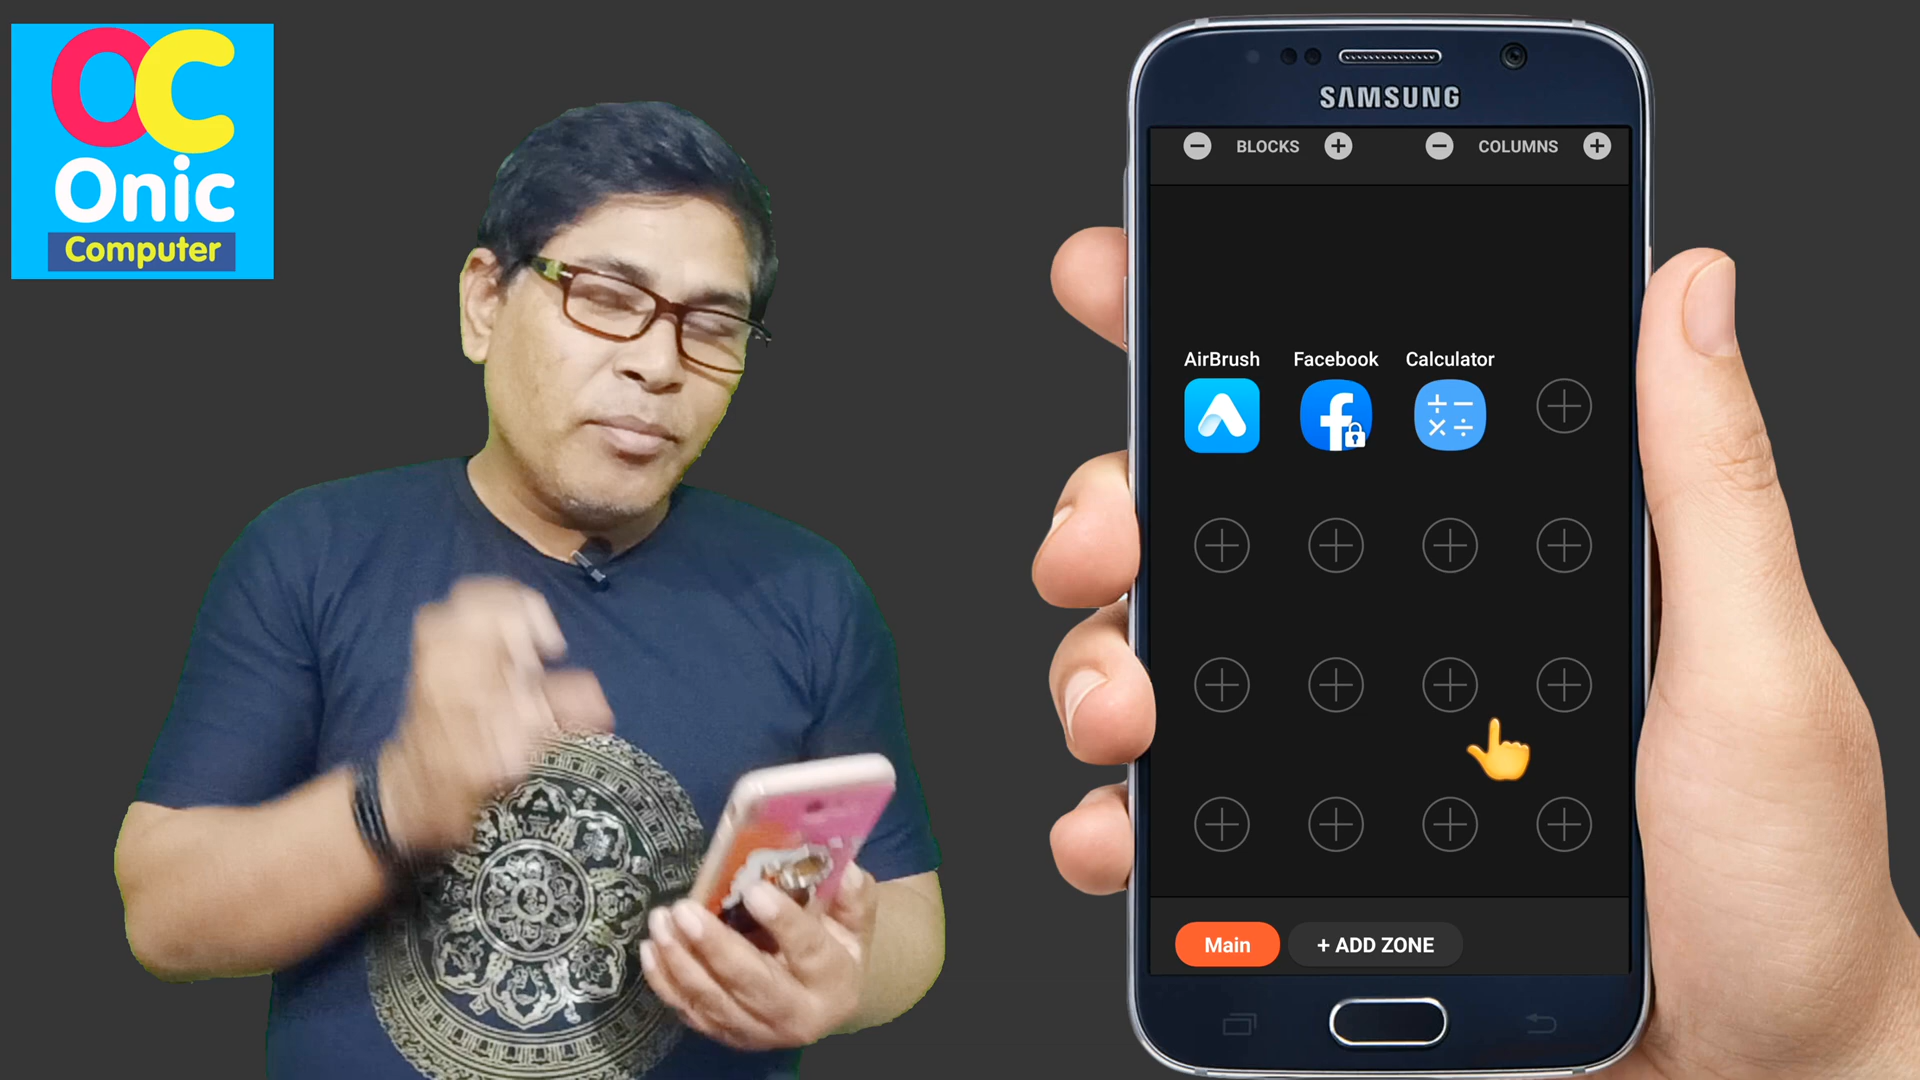 OC
Onic
Computer
SAMSUNG
BLOCKS COLUMNS
AirBrush Facebook Calculator
Main + ADD ZONE